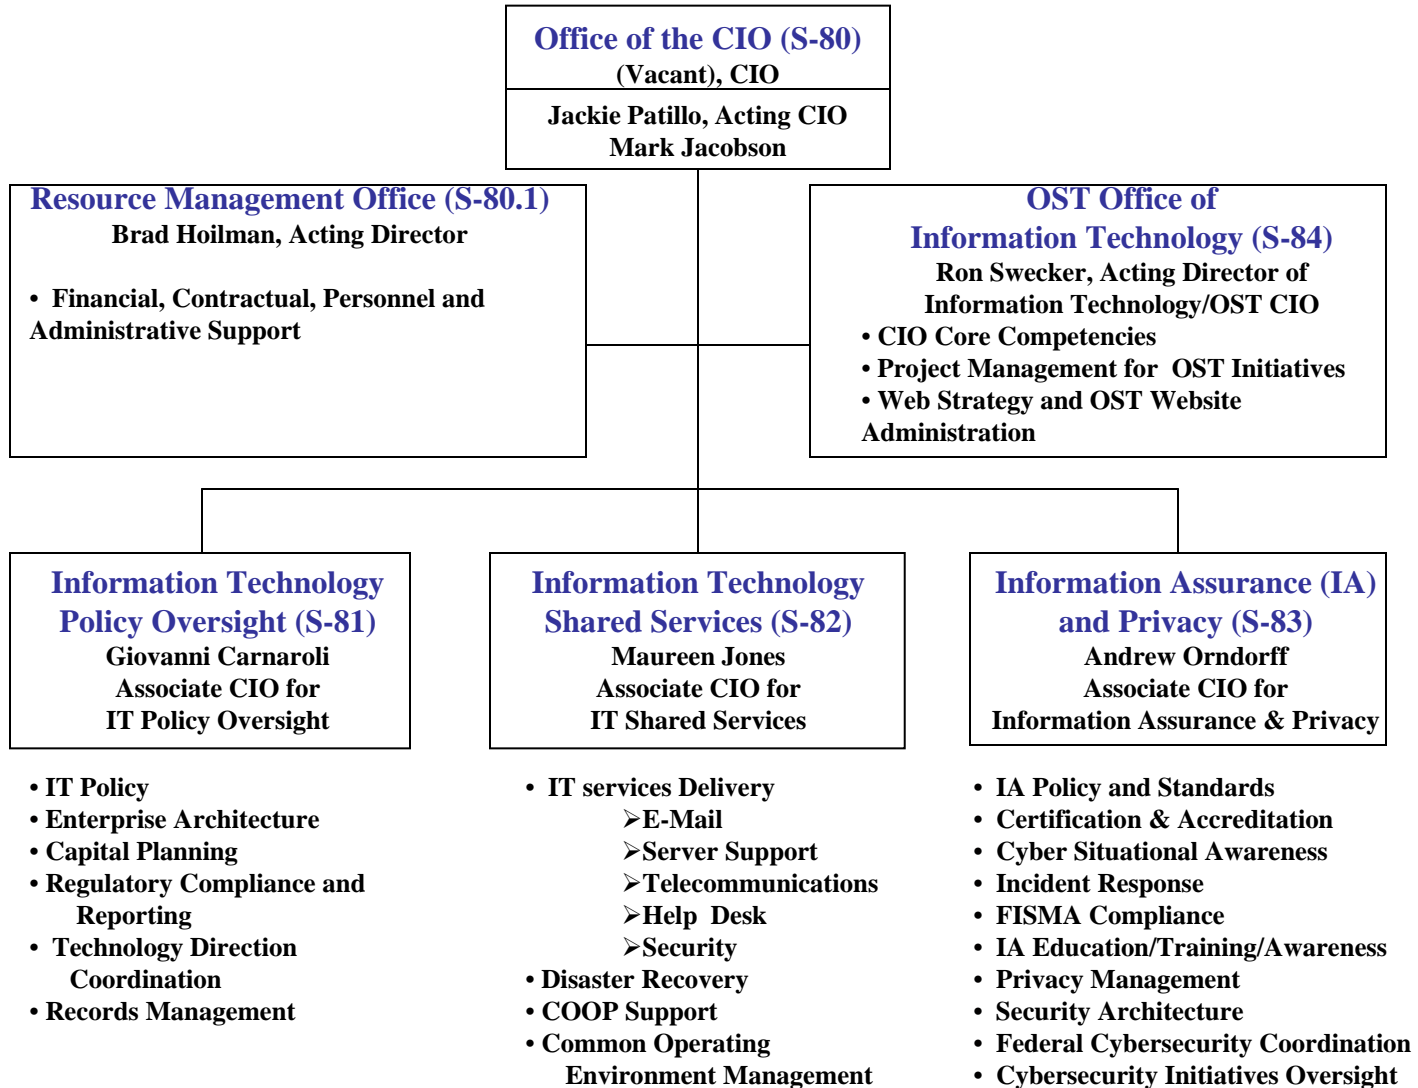 Office of the CIO (S-80)
(Vacant), CIO
Jackie Patillo, Acting CIO
Mark Jacobson
Resource Management Office (S-80.1)
Brad Hoilman, Acting Director
• Financial, Contractual, Personnel and
Administrative Support
OST Office of
Information Technology (S-84)
Ron Swecker, Acting Director of
Information Technology/OST CIO
• CIO Core Competencies
• Project Management for OST Initiatives
• Web Strategy and OST Website
Administration
Information Technology
Policy Oversight (S-81)
Giovanni Carnaroli
Associate CIO for
IT Policy Oversight
• IT Policy
• Enterprise Architecture
• Capital Planning
• Regulatory Compliance and
Reporting
• Technology Direction
Coordination
• Records Management
Information Technology
Shared Services (S-82)
Maureen Jones
Associate CIO for
IT Shared Services
• IT services Delivery
➢E-Mail
➢Server Support
➢Telecommunications
➢Help Desk
➢Security
• Disaster Recovery
• COOP Support
• Common Operating
Environment Management
Information Assurance (IA)
and Privacy (S-83)
Andrew Orndorff
Associate CIO for
Information Assurance & Privacy
• IA Policy and Standards
• Certification & Accreditation
• Cyber Situational Awareness
• Incident Response
• FISMA Compliance
• IA Education/Training/Awareness
• Privacy Management
• Security Architecture
• Federal Cybersecurity Coordination
• Cybersecurity Initiatives Oversight